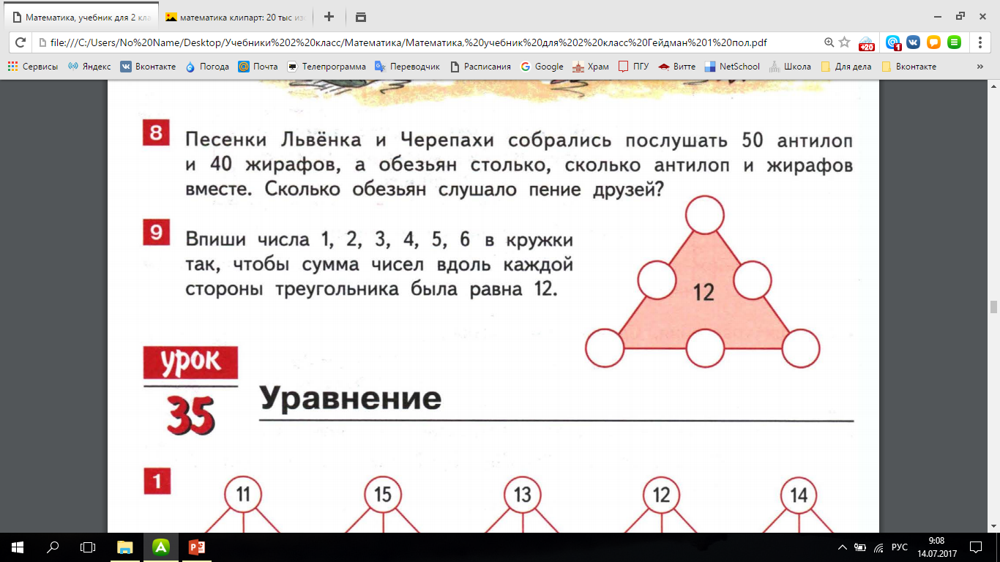 Математика, учебник для 2 кла
математика клипарт: 20 тыс изо
file:///C:/Users/No%20Name/Desktop/Учебники%202%20класс/Математика/Математика,%20учебник%20для%202%20класс%20Гейдман%201%20пол.pdf
+20
1
Сервисы Яндекс Вконтакте Погода Почта Телепрограмма Переводчик Расписания Google Храм ПГУ Витте NetSchool Школа Для дела Вконтакте »
8 Песенки Львёнка и Черепахи собрались послушать 50 антилоп
и 40 жирафов, а обезьян столько, сколько антилоп и жирафов
вместе. Сколько обезьян слушало пение друзей?
9 Впиши числа 1, 2, 3, 4, 5, 6 в кружки
так, чтобы сумма чисел вдоль каждой
стороны треугольника была равна 12.
12
урок
35
Уравнение
1
11 15 13 12 14
РУС
9:08
14.07.2017